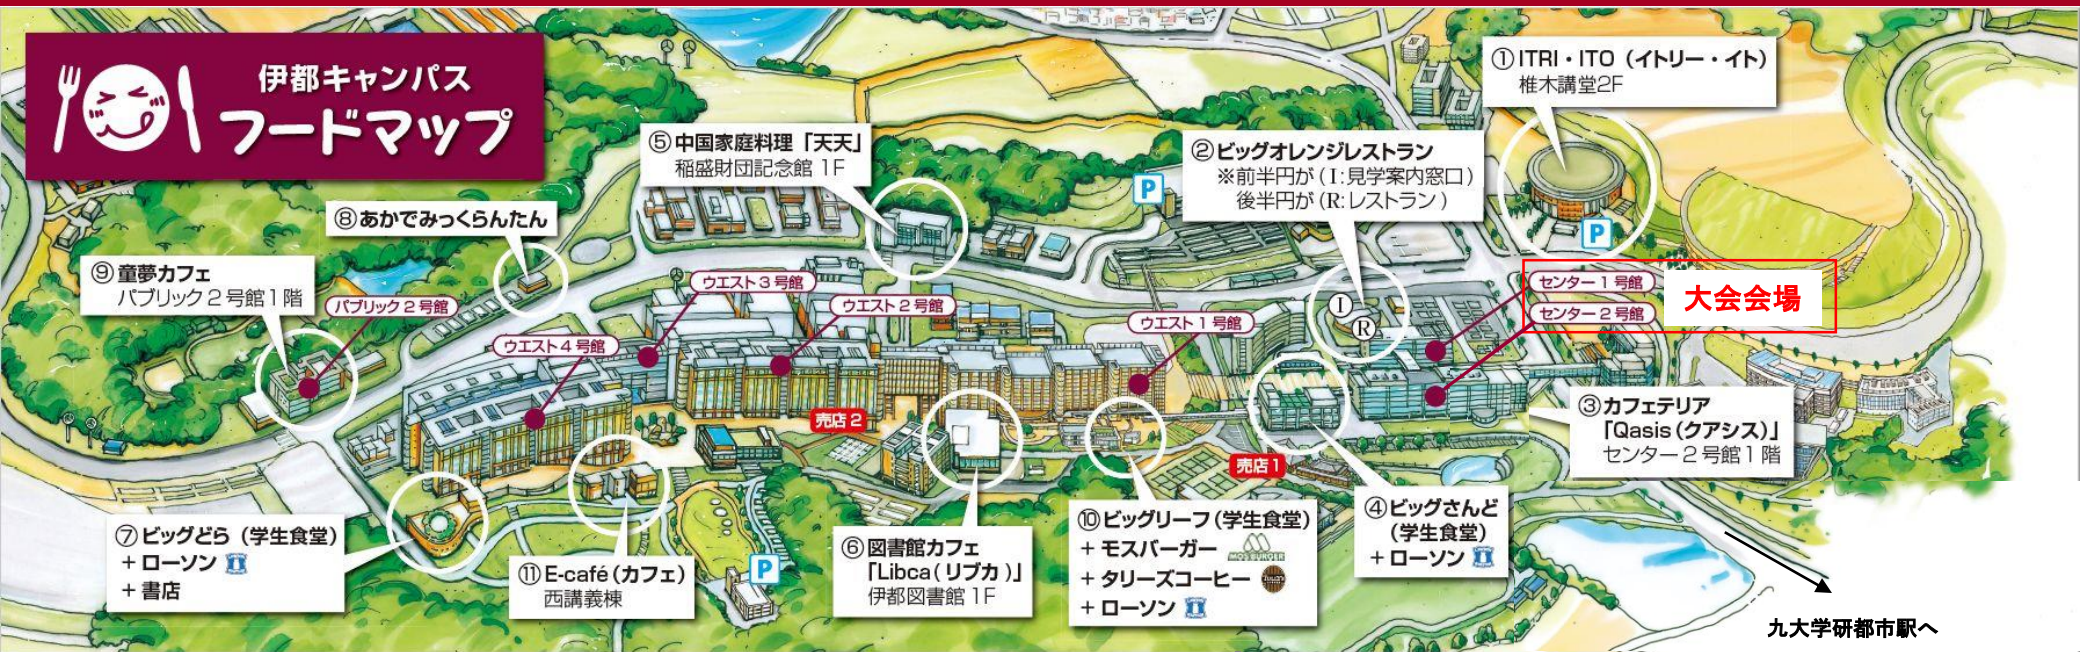 伊都キャンパス
フードマップ
① ITRI・ITO（イトリー・イト）
椎木講堂2F
⑤ 中国家庭料理「天天」
稲盛財団記念館 1F
② ビッグオレンジレストラン
※前半円が（I：見学案内窓口）
後半円が（R：レストラン）
P
⑧ あかでみっくらんたん
P
⑨ 童夢カフェ
パブリック２号館１階
パブリック２号館
ウエスト３号館
ウエスト２号館
ウエスト４号館
ウエスト１号館
I
R
センター１号館
センター２号館
大会会場
売店２
売店１
③ カフェテリア
「Qasis（クアシス）」
センター２号館１階
④ ビッグさんど
（学生食堂）
＋ローソン
⑦ ビッグどら（学生食堂）
＋ローソン
＋書店
⑪ E-café（カフェ）
西講義棟
P
⑥ 図書館カフェ
「Libca（リブカ）」
伊都図書館 1F
⑩ ビッグリーフ（学生食堂）
＋モスバーガー
MOS BURGER
＋タリーズコーヒー
＋ローソン
九大学研都市駅へ